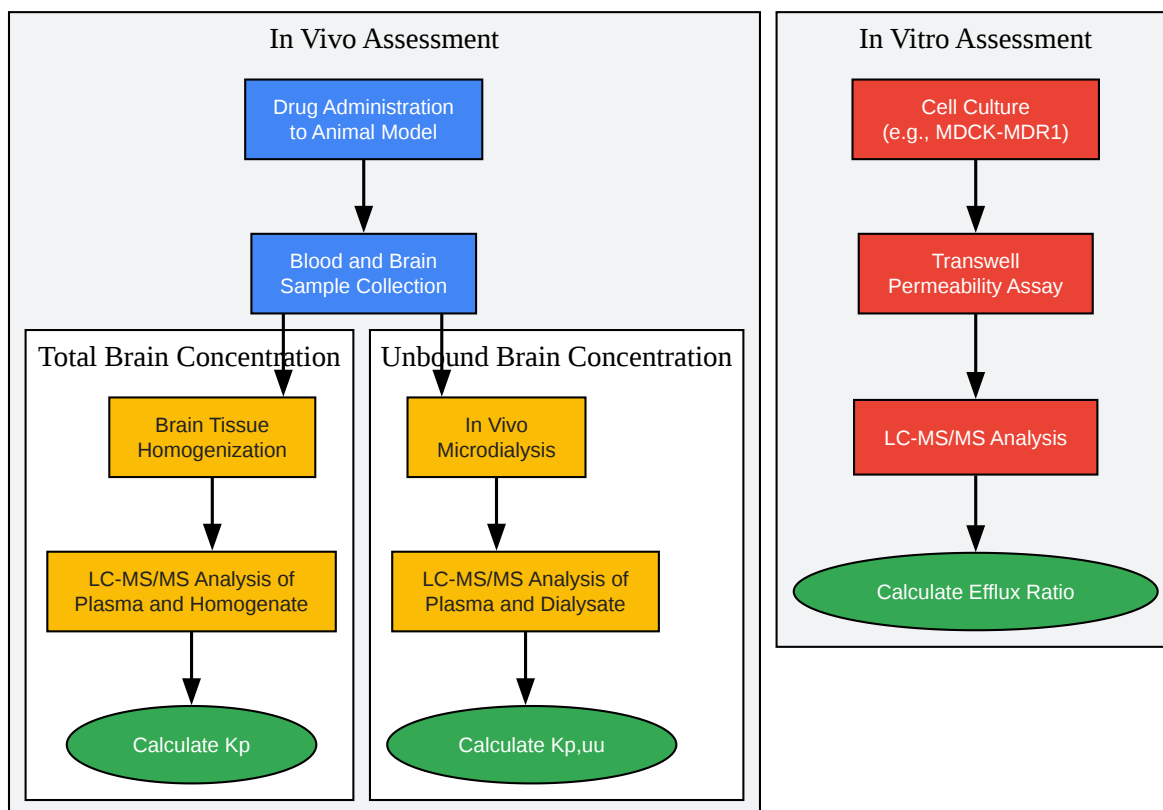 In Vivo Assessment
Drug Administration
to Animal Model
Blood and Brain
Sample Collection
Total Brain Concentration
Brain Tissue
Homogenization
LC-MS/MS Analysis of
Plasma and Homogenate
Calculate Kp
Unbound Brain Concentration
In Vivo
Microdialysis
LC-MS/MS Analysis of
Plasma and Dialysate
Calculate Kp,uu
In Vitro Assessment
Cell Culture
(e.g., MDCK-MDR1)
Transwell
Permeability Assay
LC-MS/MS Analysis
Calculate Efflux Ratio